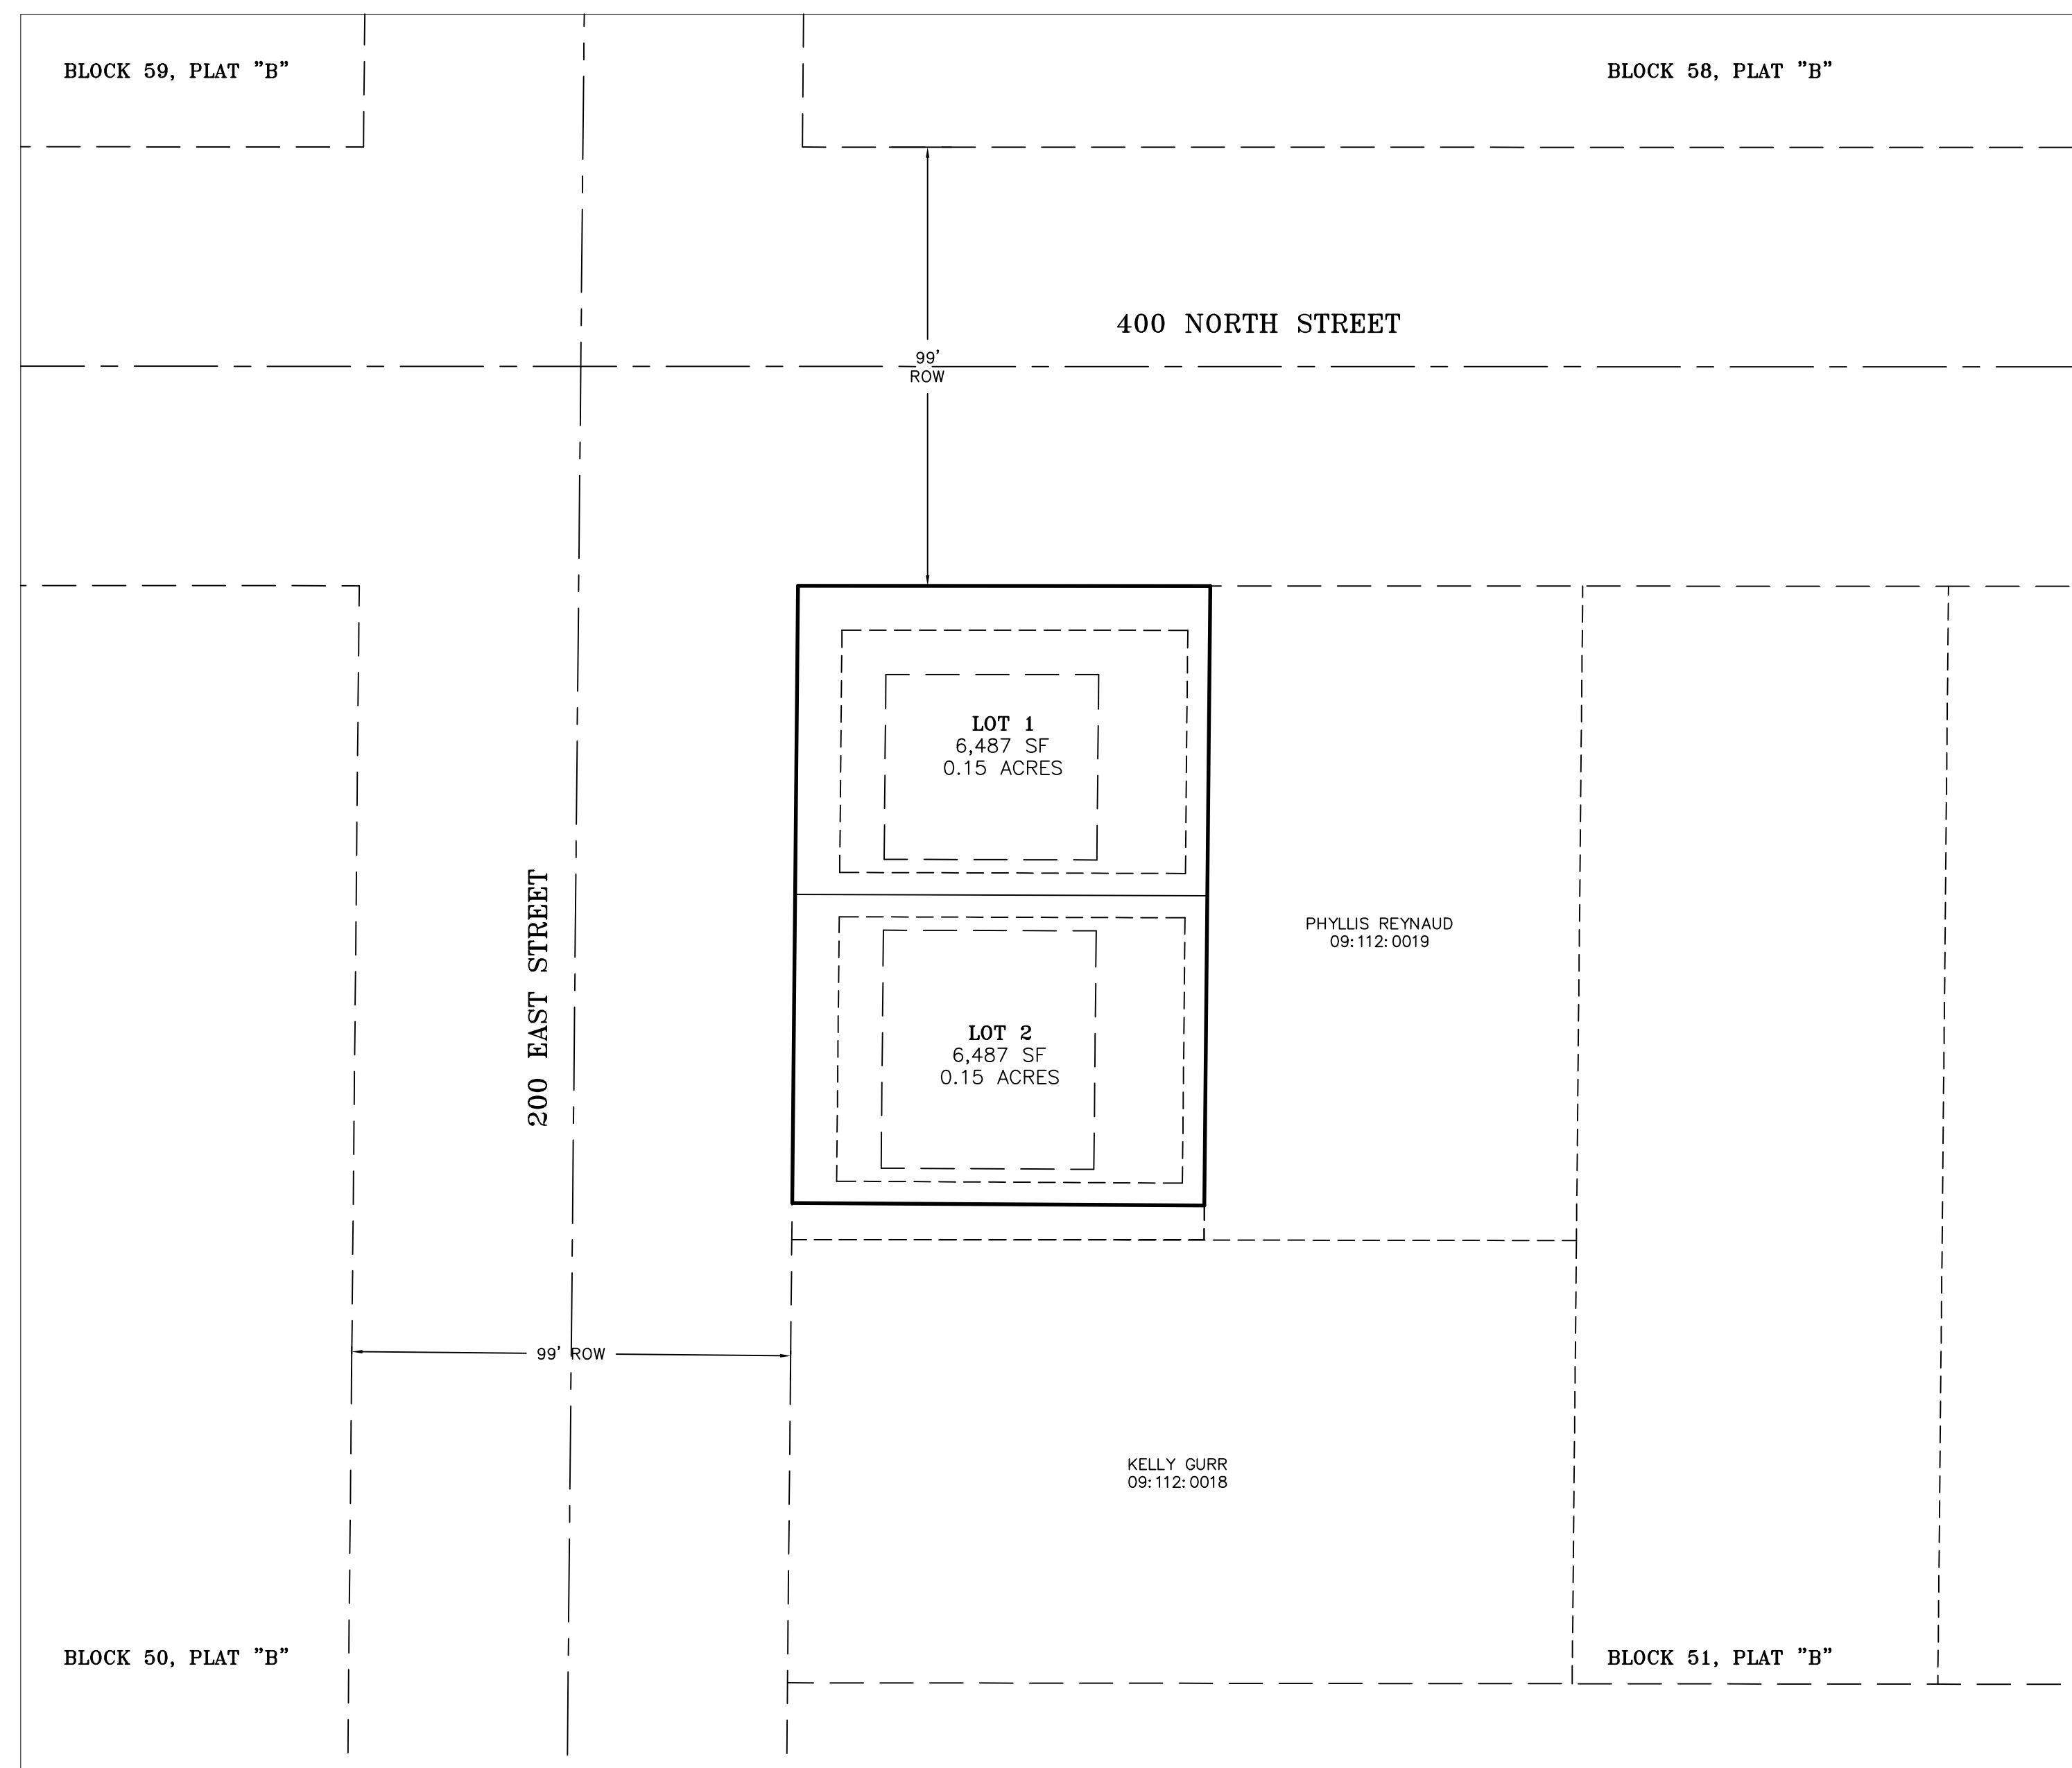 BLOCK 59, PLAT "B"
BLOCK 58, PLAT "B"
400 NORTH STREET
99'
ROW
LOT 1
6,487 SF
0.15 ACRES
200 EAST STREET
PHYLLIS REYNAUD
09:112:0019
LOT 2
6,487 SF
0.15 ACRES
99' ROW
KELLY GURR
09:112:0018
BLOCK 50, PLAT "B"
BLOCK 51, PLAT "B"